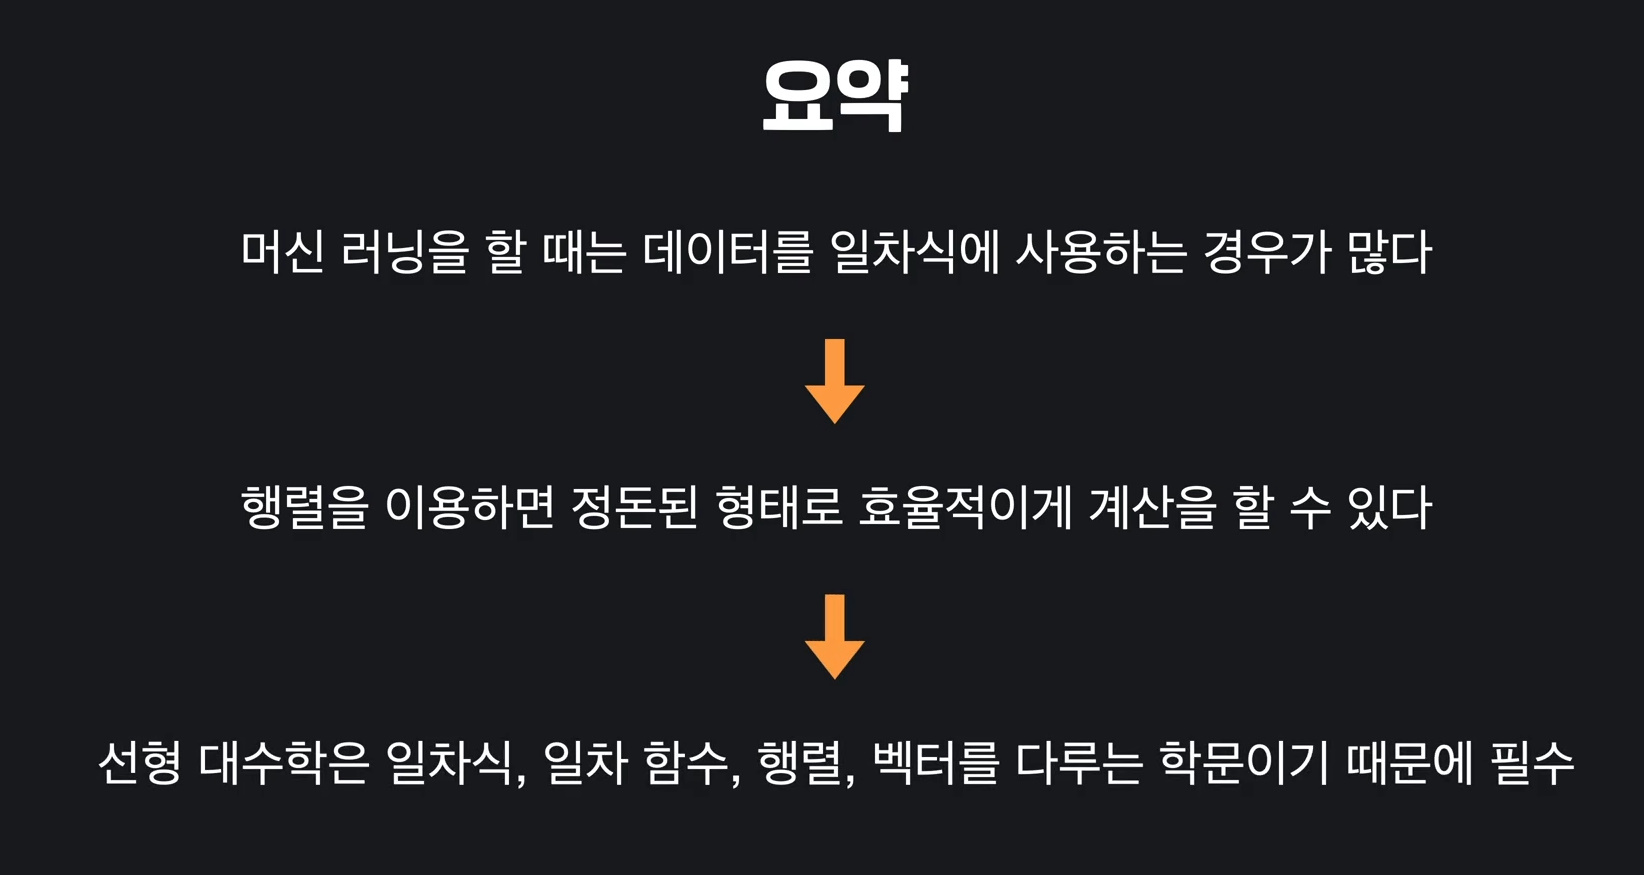 요약
머신 러닝을 할 때는 데이터를 일차식에 사용하는 경우가 많다
행렬을 이용하면 정돈된 형태로 효율적이게 계산을 할 수 있다
선형 대수학은 일차식, 일차 함수, 행렬, 벡터를 다루는 학문이기 때문에 필수